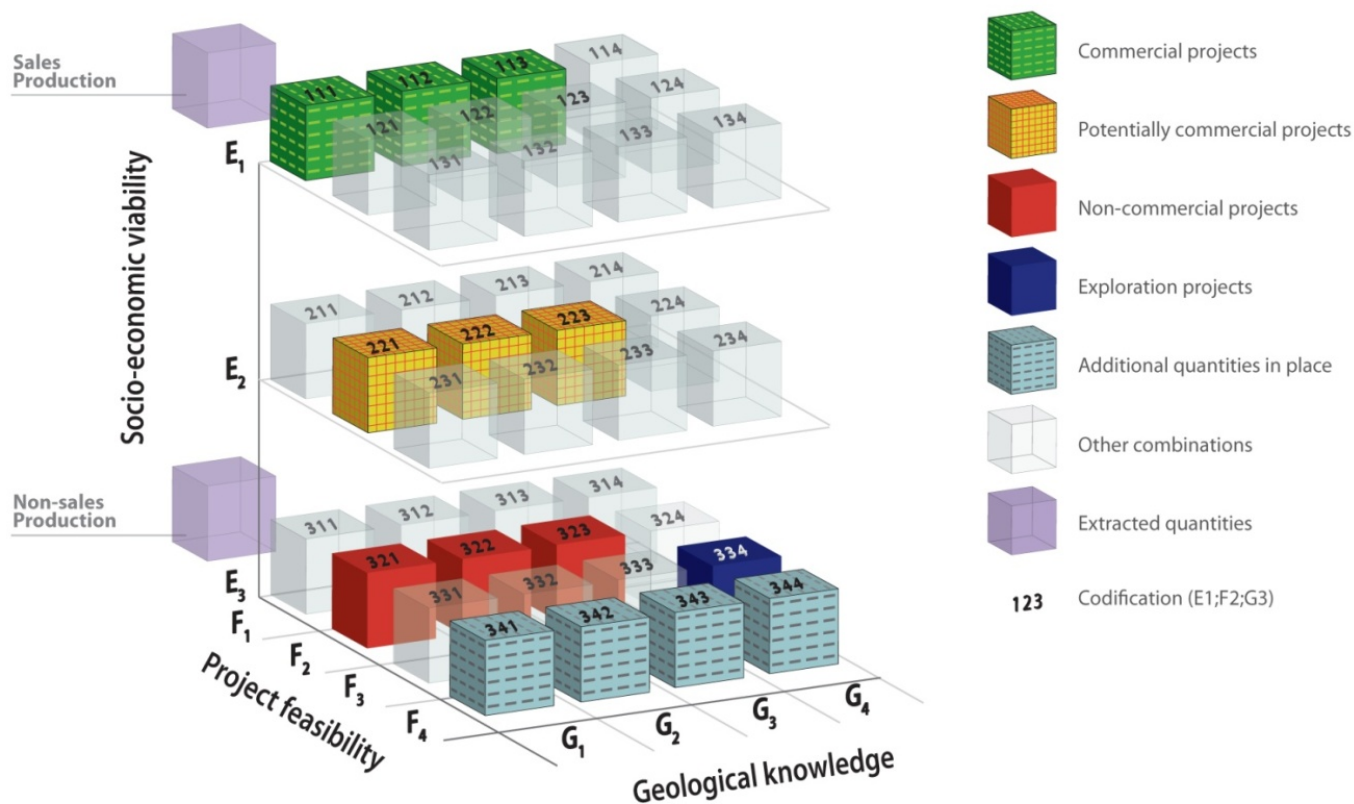 Sales
Production
Socio-economic viability
E1
111
112
113
114
121
122
123
124
131
132
133
134
E2
211
212
213
214
221
222
223
224
231
232
233
234
Non-sales
Production
E3
311
312
313
314
321
322
323
324
331
332
333
334
341
342
343
344
F1
F2
F3
F4
Project feasibility
G1
G2
G3
G4
Geological knowledge
Commercial projects
Potentially commercial projects
Non-commercial projects
Exploration projects
Additional quantities in place
Other combinations
Extracted quantities
123 Codification (E1;F2;G3)